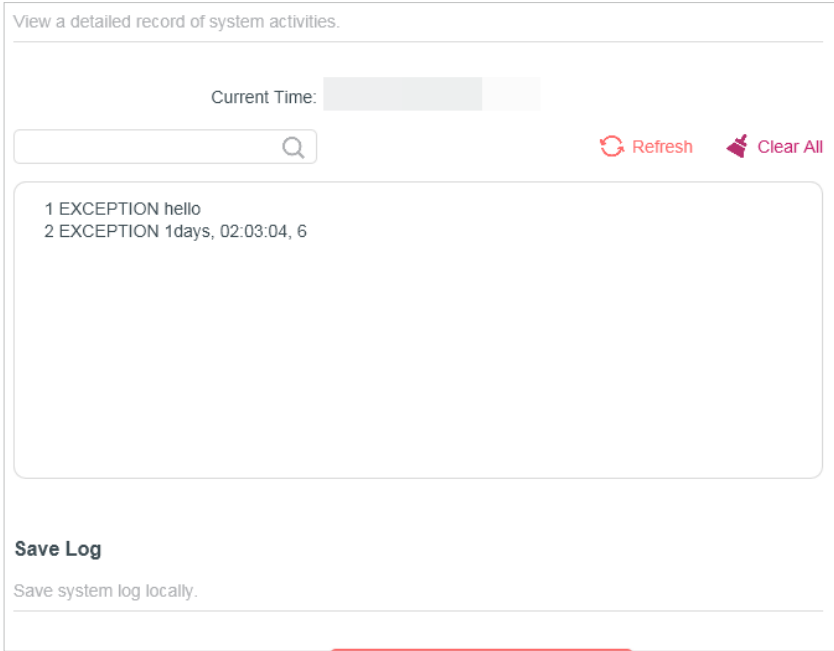 View a detailed record of system activities.
Current Time:
Refresh Clear All
1 EXCEPTION hello
2 EXCEPTION 1days, 02:03:04, 6
Save Log
Save system log locally.